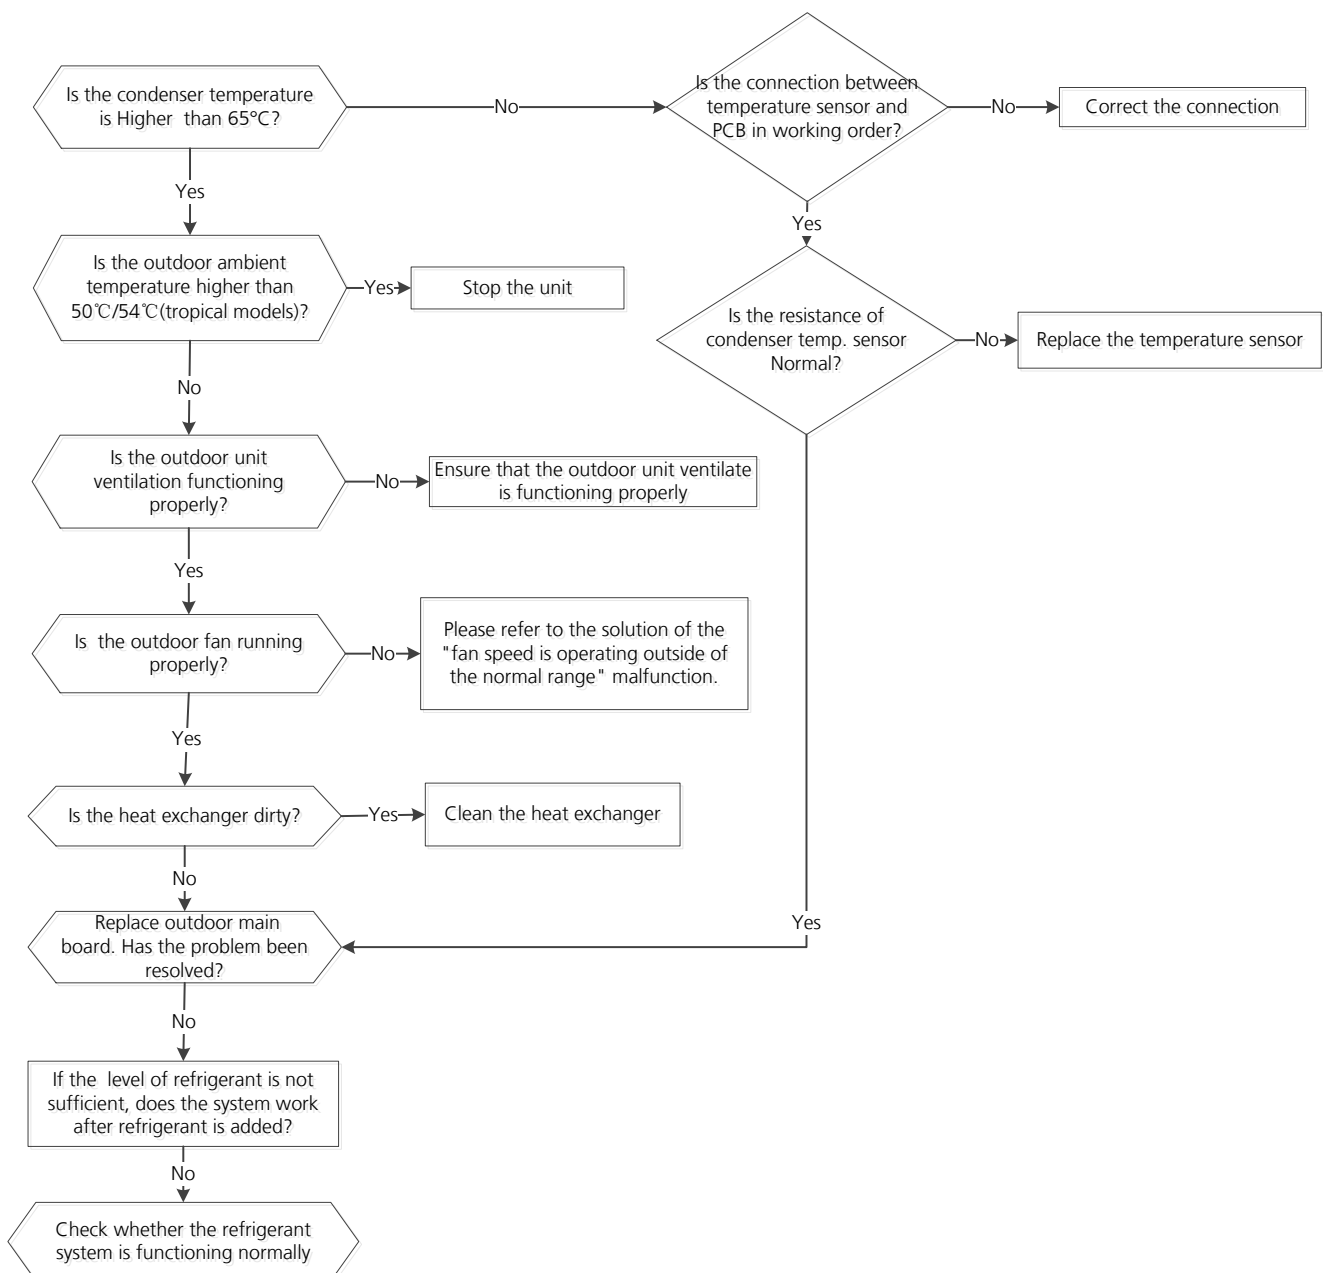 Is the condenser temperature
is Higher than 65°C?
No
Is the connection between
temperature sensor and
PCB in working order?
No
Correct the connection
Yes
Yes
Is the outdoor ambient
temperature higher than
50℃/54℃(tropical models)?
Yes
Stop the unit
Is the resistance of
condenser temp. sensor
Normal?
No
Replace the temperature sensor
No
Is the outdoor unit
ventilation functioning
properly?
No
Ensure that the outdoor unit ventilate
is functioning properly
Yes
Is the outdoor fan running
properly?
No
Please refer to the solution of the
"fan speed is operating outside of
the normal range" malfunction.
Yes
Is the heat exchanger dirty?
Yes
Clean the heat exchanger
No
Yes
Replace outdoor main
board. Has the problem been
resolved?
No
If the level of refrigerant is not
sufficient, does the system work
after refrigerant is added?
No
Check whether the refrigerant
system is functioning normally